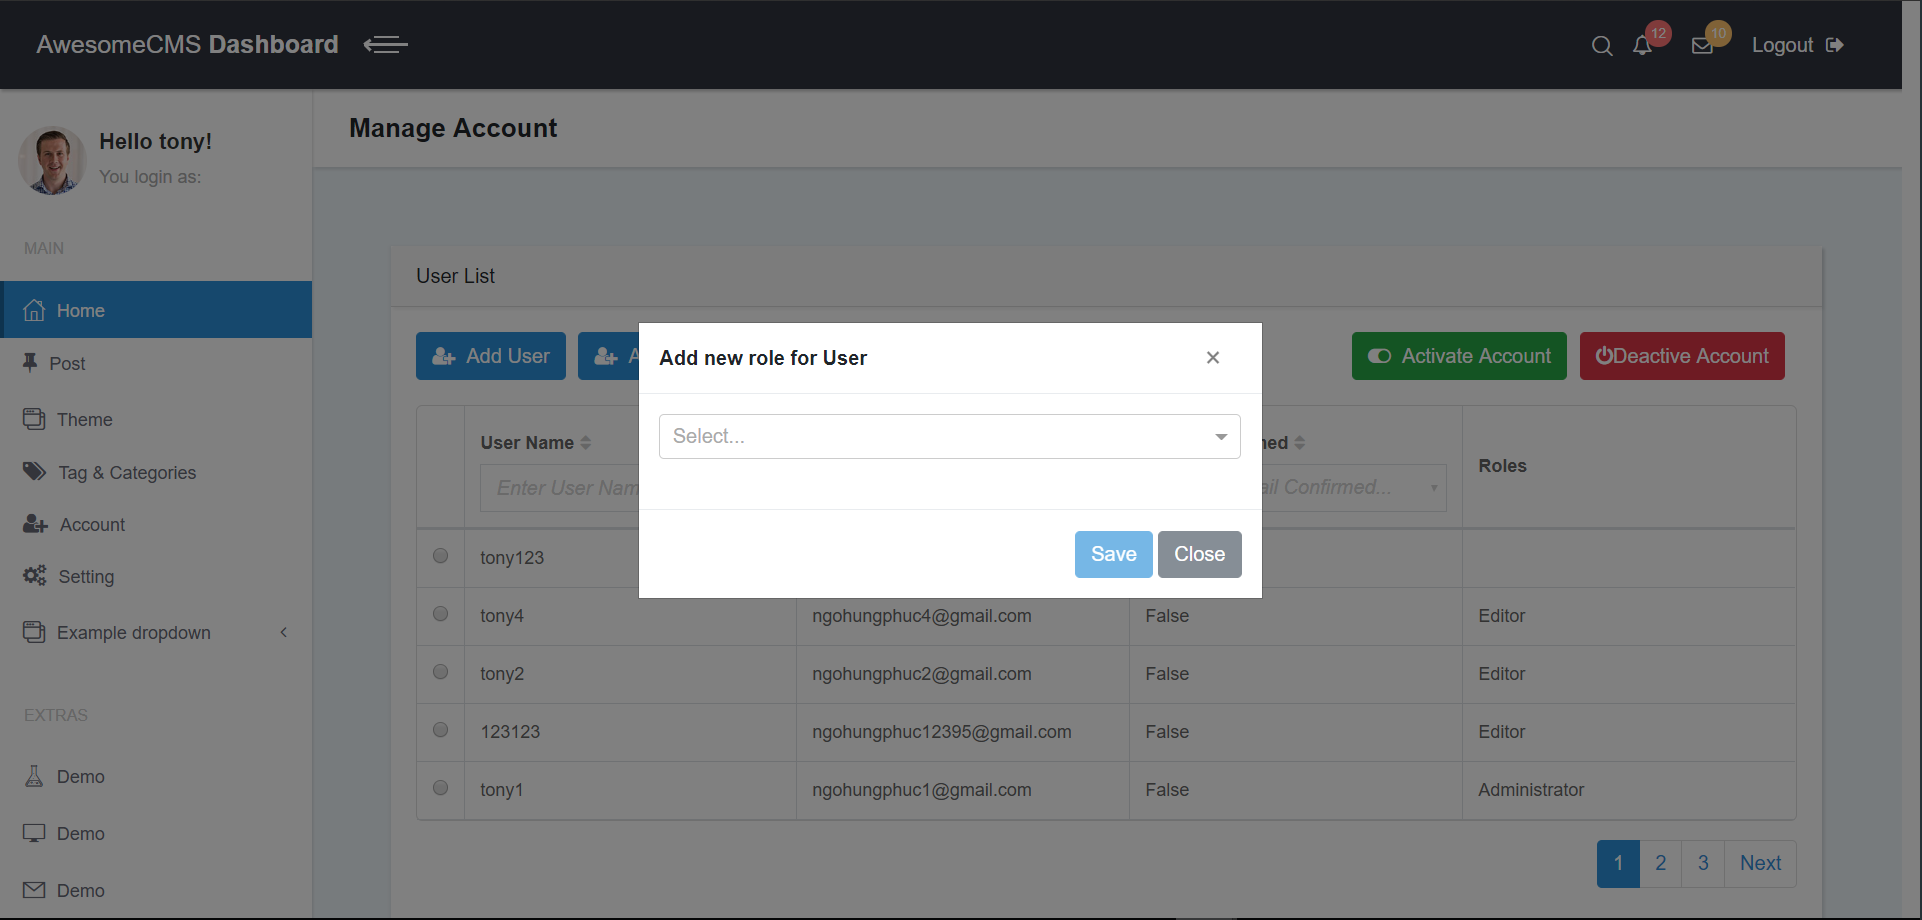 AwesomeCMS Dashboard
12
10
Logout
Hello tony!
You login as:
Manage Account
MAIN
Home
Post
Theme
Tag & Categories
Account
Setting
Example dropdown
EXTRAS
Demo
Demo
Demo
User List
Add User
A
Activate Account
Deactive Account
Add new role for User
×
Select...
Save
Close
User Name
Enter User Nam
ned
ail Confirmed...
Roles
tony123
tony4 ngohungphuc4@gmail.com False Editor
tony2 ngohungphuc2@gmail.com False Editor
123123 ngohungphuc12395@gmail.com False Editor
tony1 ngohungphuc1@gmail.com False Administrator
1 2 3 Next